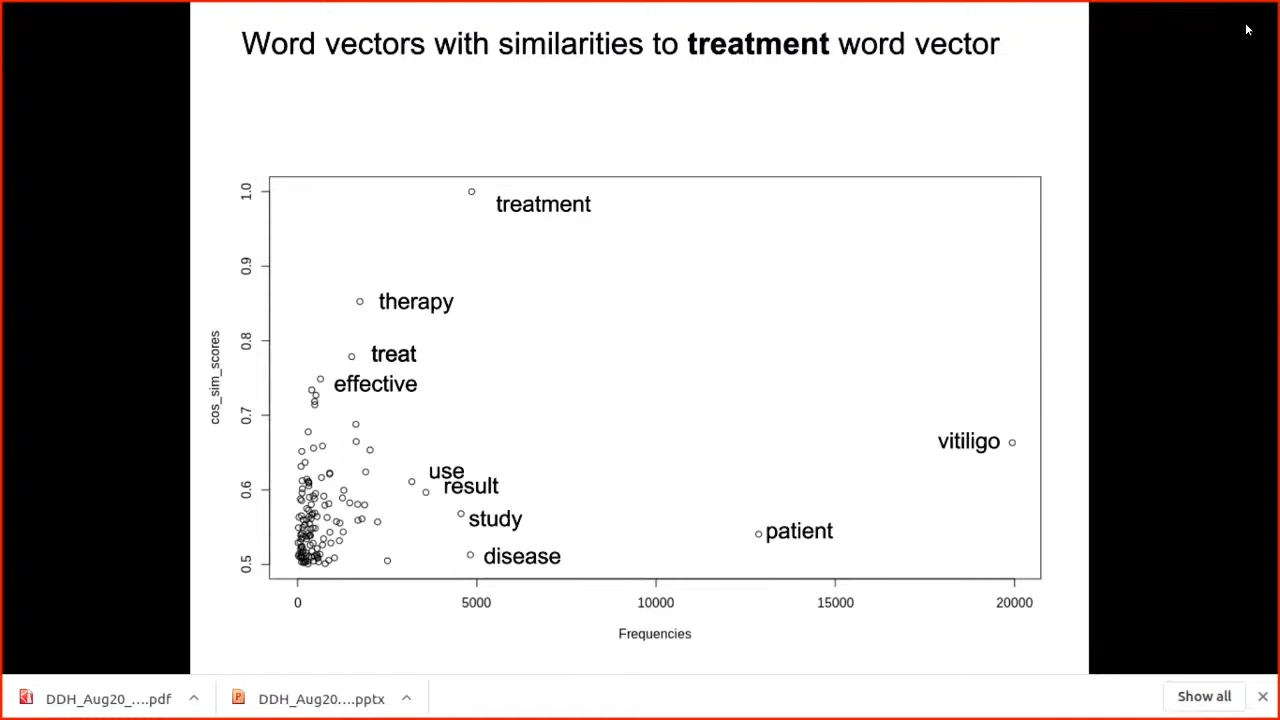 Word vectors with similarities to treatment word vector
1.0
treatment
0.9
therapy
0.8
treat
effective
cos_sim_scores
0.7
vitiligo
use
0.6
result
study
patient
disease
0.5
0 5000 10000 15000 20000
Frequencies
DDH_Aug20_....pdf DDH_Aug20....pptx Show all